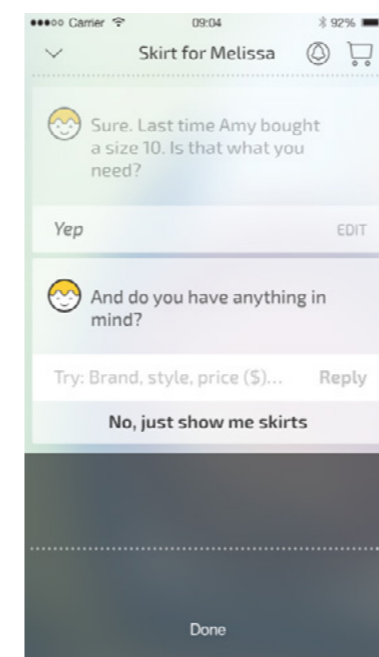 Carrier 09:04 92%
Skirt for Melissa
Sure. Last time Amy bought
a size 10. Is that what you
need?
Yep EDIT
And do you have anything in
mind?
Try: Brand, style, price ($)... Reply
No, just show me skirts
Done